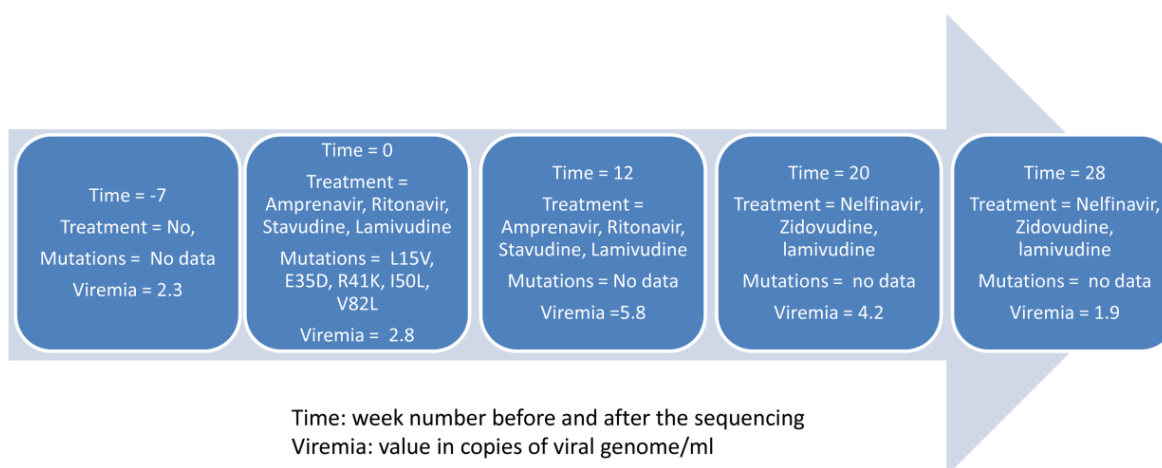 Time = -7
Treatment = No,
Mutations = No data
Viremia = 2.3
Time = 0
Treatment =
Amprenavir, Ritonavir,
Stavudine, Lamivudine
Mutations = L15V,
E35D, R41K, I50L,
V82L
Viremia = 2.8
Time = 12
Treatment =
Amprenavir, Ritonavir,
Stavudine, Lamivudine
Mutations = No data
Viremia =5.8
Time = 20
Treatment = Nelfinavir,
Zidovudine,
lamivudine
Mutations = no data
Viremia = 4.2
Time = 28
Treatment = Nelfinavir,
Zidovudine,
lamivudine
Mutations = no data
Viremia = 1.9
Time: week number before and after the sequencing
Viremia: value in copies of viral genome/ml